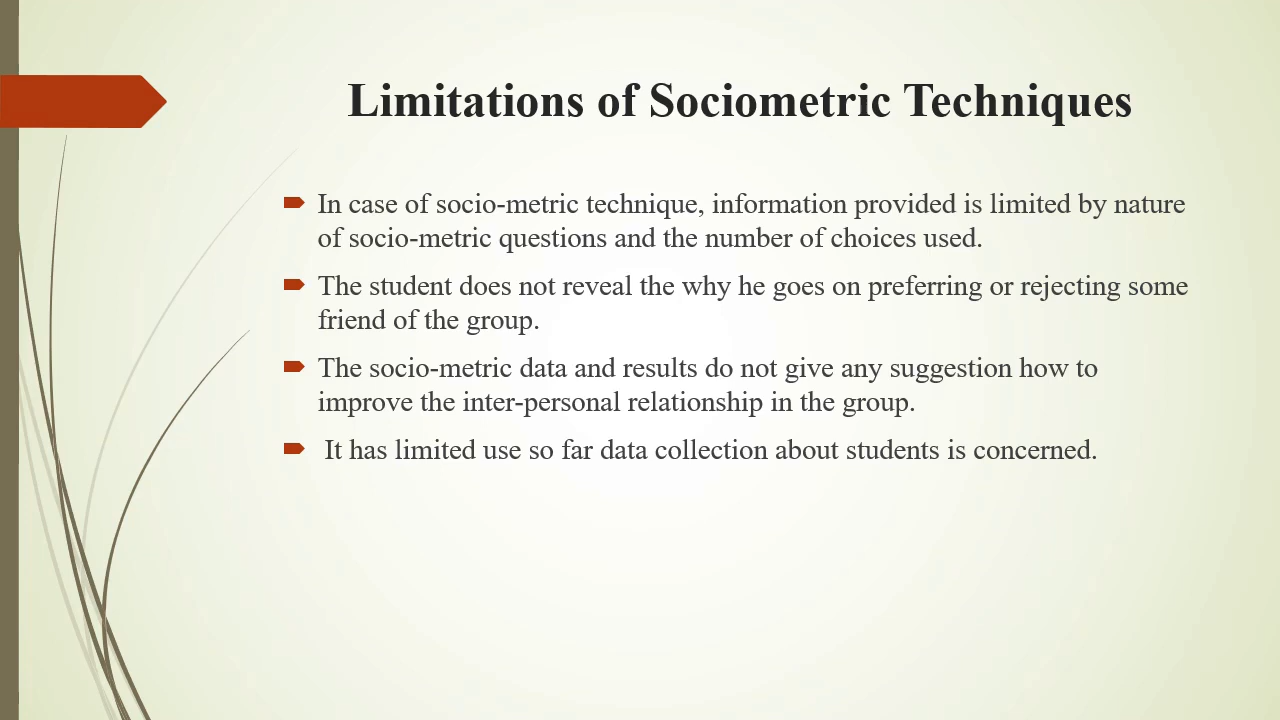 Limitations of Sociometric Techniques
In case of socio-metric technique, information provided is limited by nature
of socio-metric questions and the number of choices used.
The student does not reveal the why he goes on preferring or rejecting some
friend of the group.
The socio-metric data and results do not give any suggestion how to
improve the inter-personal relationship in the group.
It has limited use so far data collection about students is concerned.